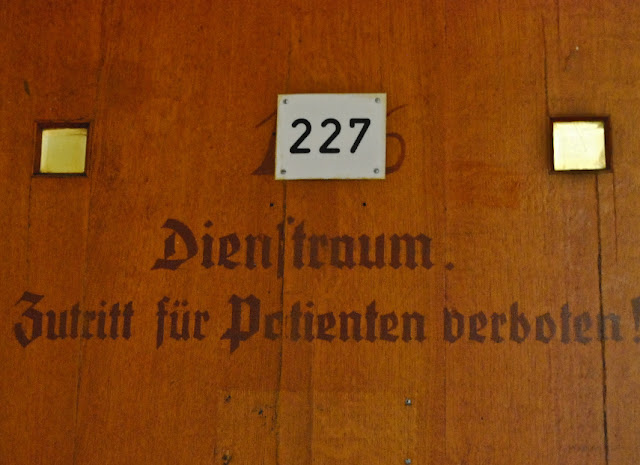 227
Dienſtraum.
Zutritt für Patienten verboten!